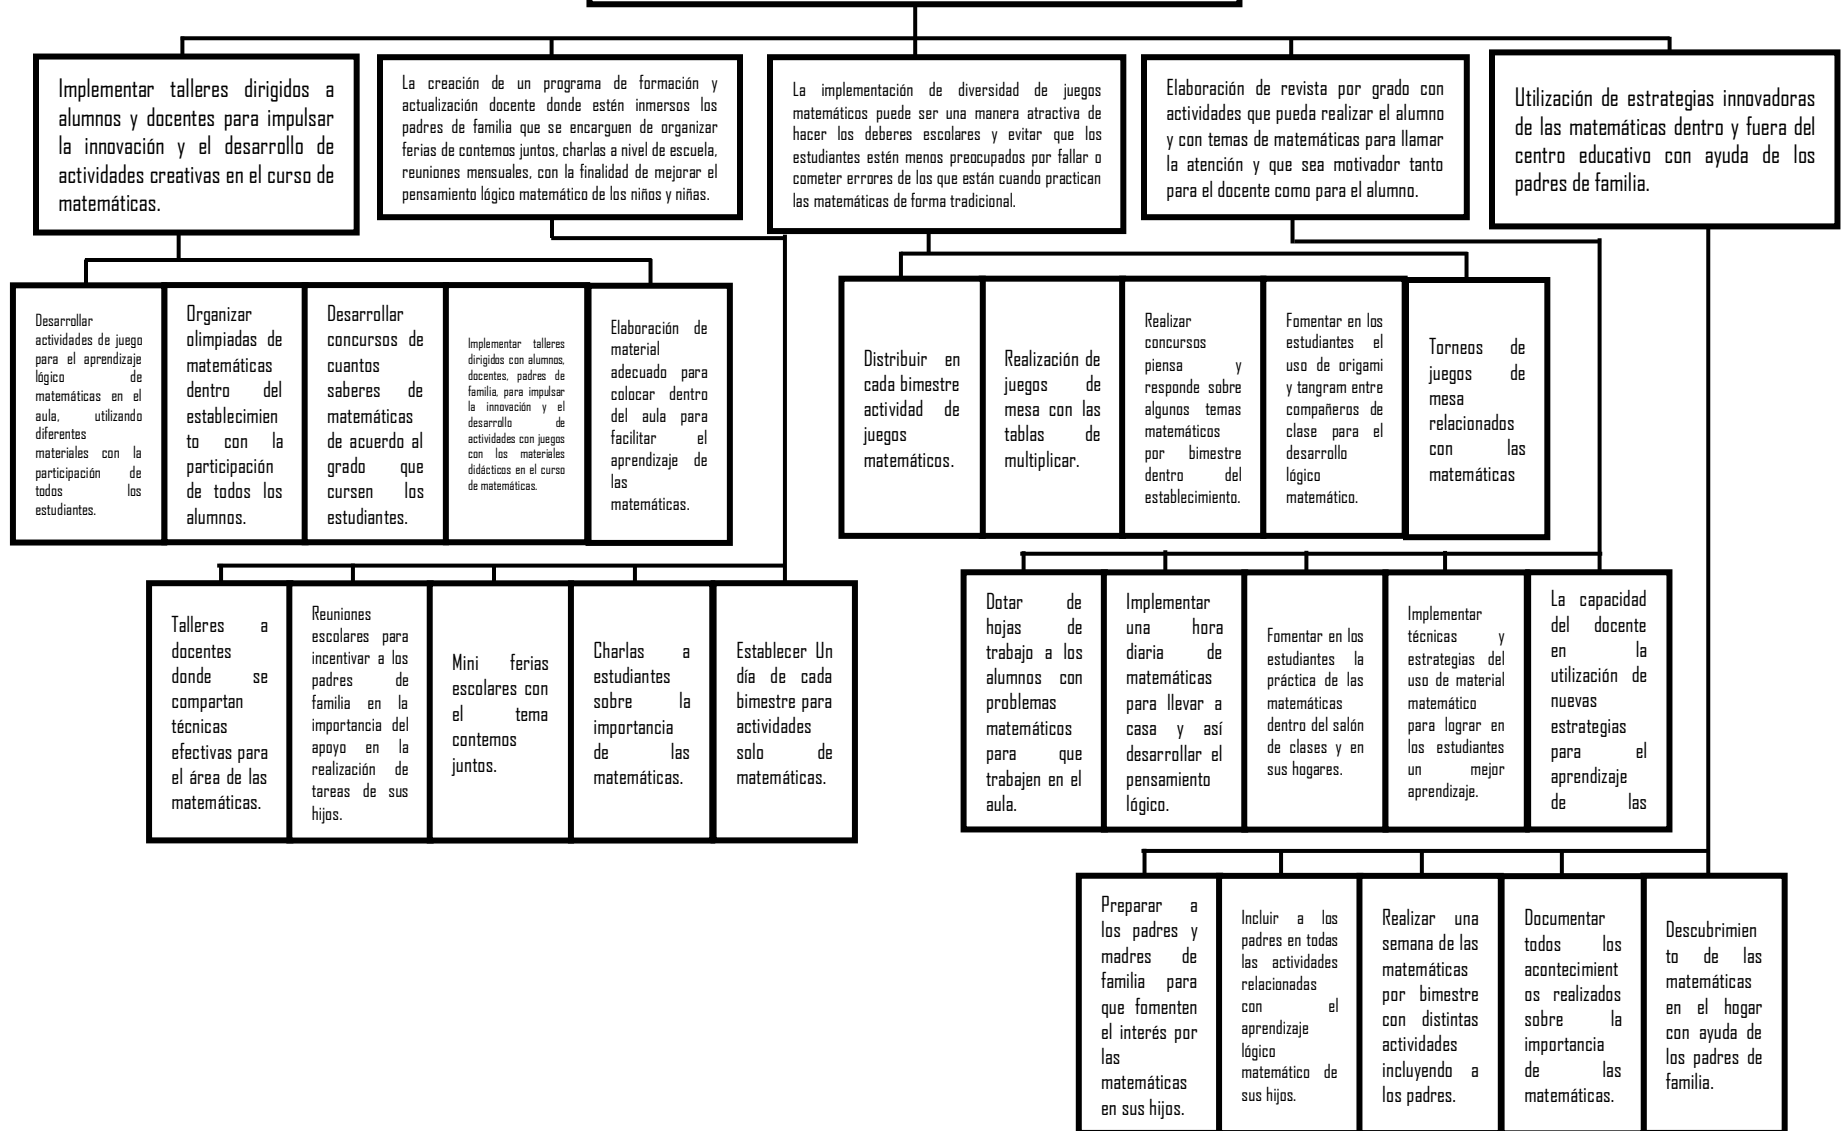 Implementar talleres dirigidos a
alumnos y docentes para impulsar
la innovación y el desarrollo de
actividades creativas en el curso de
matemáticas.
La creación de un programa de formación y
actualización docente donde estén inmersos los
padres de familia que se encarguen de organizar
ferias de contemos juntos, charlas a nivel de escuela,
reuniones mensuales, con la finalidad de mejorar el
pensamiento lógico matemático de los niños y niñas.
La implementación de diversidad de juegos
matemáticos puede ser una manera atractiva de
hacer los deberes escolares y evitar que los
estudiantes estén menos preocupados por fallar o
cometer errores de los que están cuando practican
las matemáticas de forma tradicional.
Elaboración de revista por grado con
actividades que pueda realizar el alumno
y con temas de matemáticas para llamar
la atención y que sea motivador tanto
para el docente como para el alumno.
Utilización de estrategias innovadoras
de las matemáticas dentro y fuera del
centro educativo con ayuda de los
padres de familia.
Desarrollar
actividades de juego
para el aprendizaje
lógico de
matemáticas en el
aula, utilizando
diferentes
materiales con la
participación de
todos los
estudiantes.
Organizar
olimpiadas de
matemáticas
dentro del
establecimien
to con la
participación
de todos los
alumnos.
Desarrollar
concursos de
cuantos
saberes de
matemáticas
de acuerdo al
grado que
cursen los
estudiantes.
Implementar talleres
dirigidos con alumnos,
docentes, padres de
familia, para impulsar
la innovación y el
desarrollo de
actividades con juegos
con los materiales
didácticos en el curso
de matemáticas.
Elaboración de
material
adecuado para
colocar dentro
del aula para
facilitar el
aprendizaje de
las
matemáticas.
Distribuir en
cada bimestre
actividad de
juegos
matemáticos.
Realización de
juegos de
mesa con las
tablas de
multiplicar.
Realizar
concursos
piensa y
responde sobre
algunos temas
matemáticos
por bimestre
dentro del
establecimiento.
Fomentar en los
estudiantes el
uso de origami
y tangram entre
compañeros de
clase para el
desarrollo
lógico
matemático.
Torneos de
juegos de
mesa
relacionados
con las
matemáticas
Talleres a
docentes
donde se
compartan
técnicas
efectivas para
el área de las
matemáticas.
Reuniones
escolares para
incentivar a los
padres de
familia en la
importancia del
apoyo en la
realización de
tareas de sus
hijos.
Mini ferias
escolares con
el tema
contemos
juntos.
Charlas a
estudiantes
sobre la
importancia
de las
matemáticas.
Establecer Un
día de cada
bimestre para
actividades
solo de
matemáticas.
Dotar de
hojas de
trabajo a los
alumnos con
problemas
matemáticos
para que
trabajen en el
aula.
Implementar
una hora
diaria de
matemáticas
para llevar a
casa y así
desarrollar el
pensamiento
lógico.
Fomentar en los
estudiantes la
práctica de las
matemáticas
dentro del salón
de clases y en
sus hogares.
Implementar
técnicas y
estrategias del
uso de material
matemático
para lograr en
los estudiantes
un mejor
aprendizaje.
La capacidad
del docente
en la
utilización de
nuevas
estrategias
para el
aprendizaje
de las
Preparar a
los padres y
madres de
familia para
que fomenten
el interés por
las
matemáticas
en sus hijos.
Incluir a los
padres en todas
las actividades
relacionadas
con el
aprendizaje
lógico
matemático de
sus hijos.
Realizar una
semana de las
matemáticas
por bimestre
con distintas
actividades
incluyendo a
los padres.
Documentar
todos los
acontecimient
os realizados
sobre la
importancia
de las
matemáticas.
Descubrimien
to de las
matemáticas
en el hogar
con ayuda de
los padres de
familia.